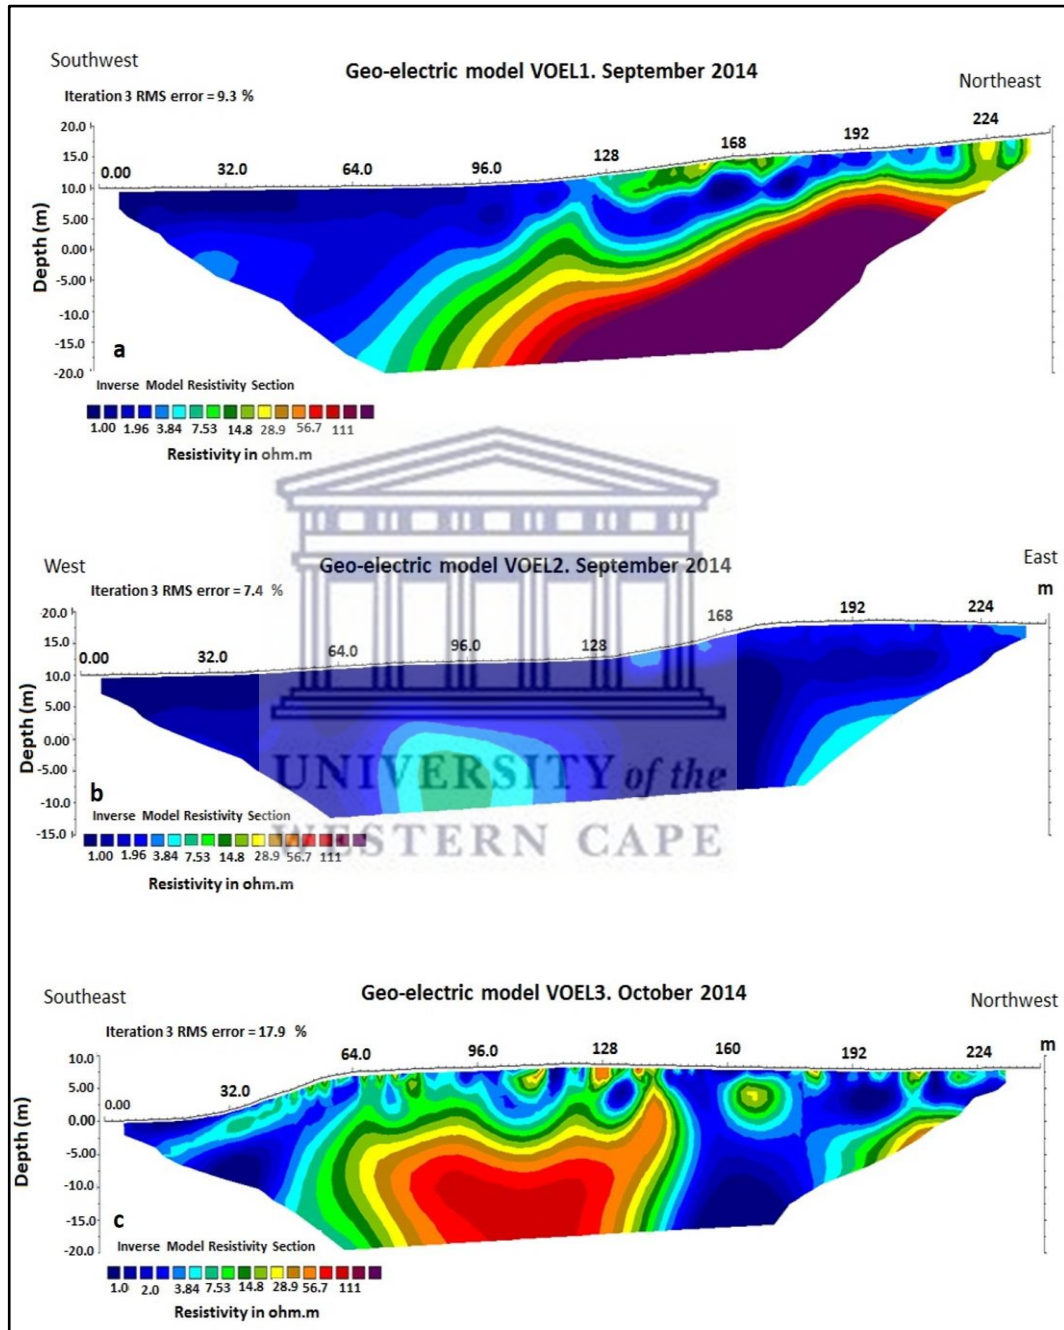 Southwest
Geo-electric model VOEL1. September 2014
Northeast
Iteration 3 RMS error = 9.3 %
20.0
15.0
10.0
5.00
0.00
-5.00
-10.0
-15.0
-20.0
Depth (m)
0.00 32.0 64.0 96.0 128 168 192 224
a
Inverse Model Resistivity Section
1.00 1.96 3.84 7.53 14.8 28.9 56.7 111
Resistivity in ohm.m
West
Geo-electric model VOEL2. September 2014
East
Iteration 3 RMS error = 7.4 %
m
20.0
15.0
10.0
5.00
0.00
-5.00
-10.0
-15.0
Depth (m)
0.00 32.0 64.0 96.0 128 168 192 224
UNIVERSITY of the
WESTERN CAPE
b
Inverse Model Resistivity Section
1.00 1.96 3.84 7.53 14.8 28.9 56.7 111
Resistivity in ohm.m
Southeast
Geo-electric model VOEL3. October 2014
Northwest
Iteration 3 RMS error = 17.9 %
m
10.0
5.00
0.00
-5.00
-10.0
-15.0
-20.0
Depth (m)
0.00 32.0 64.0 96.0 128 160 192 224
c
Inverse Model Resistivity Section
1.0 2.0 3.84 7.53 14.8 28.9 56.7 111
Resistivity in ohm.m